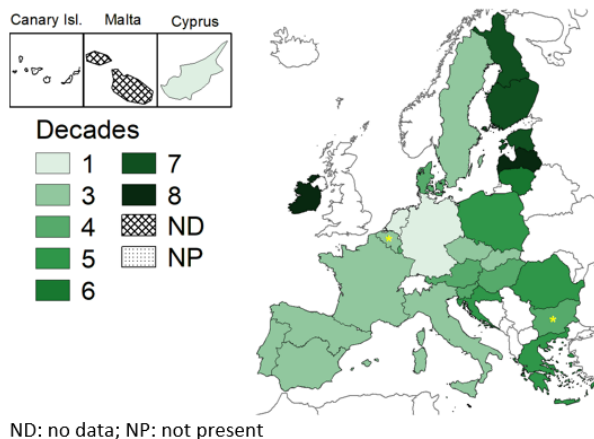 Canary Isl. Malta Cyprus
Decades
1 7
3 8
4 ND
5 NP
6
ND: no data; NP: not present